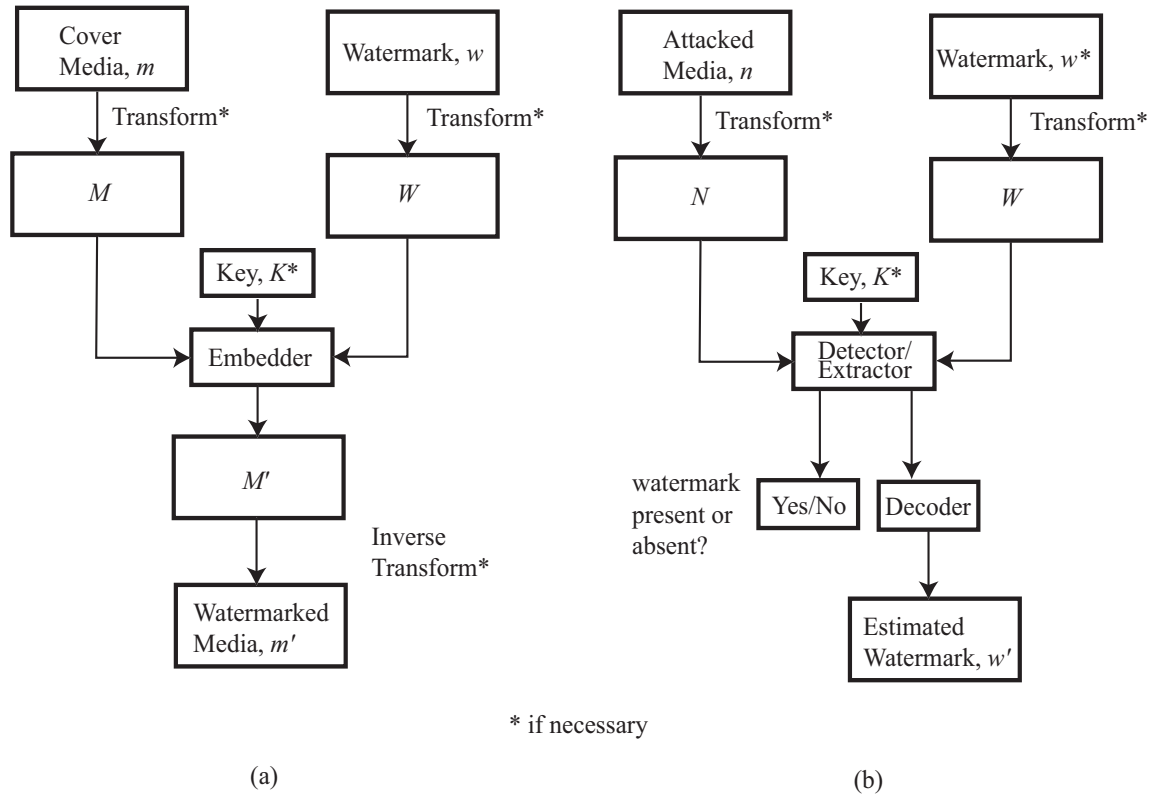 Cover
Media, m
Watermark, w
Transform*
Transform*
M
W
Key, K*
Embedder
M'
Inverse
Transform*
Watermarked
Media, m'
Attacked
Media, n
Watermark, w*
Transform*
Transform*
N
W
Key, K*
Detector/
Extractor
watermark
present or
absent?
Yes/No
Decoder
Estimated
Watermark, w'
* if necessary
(a)
(b)